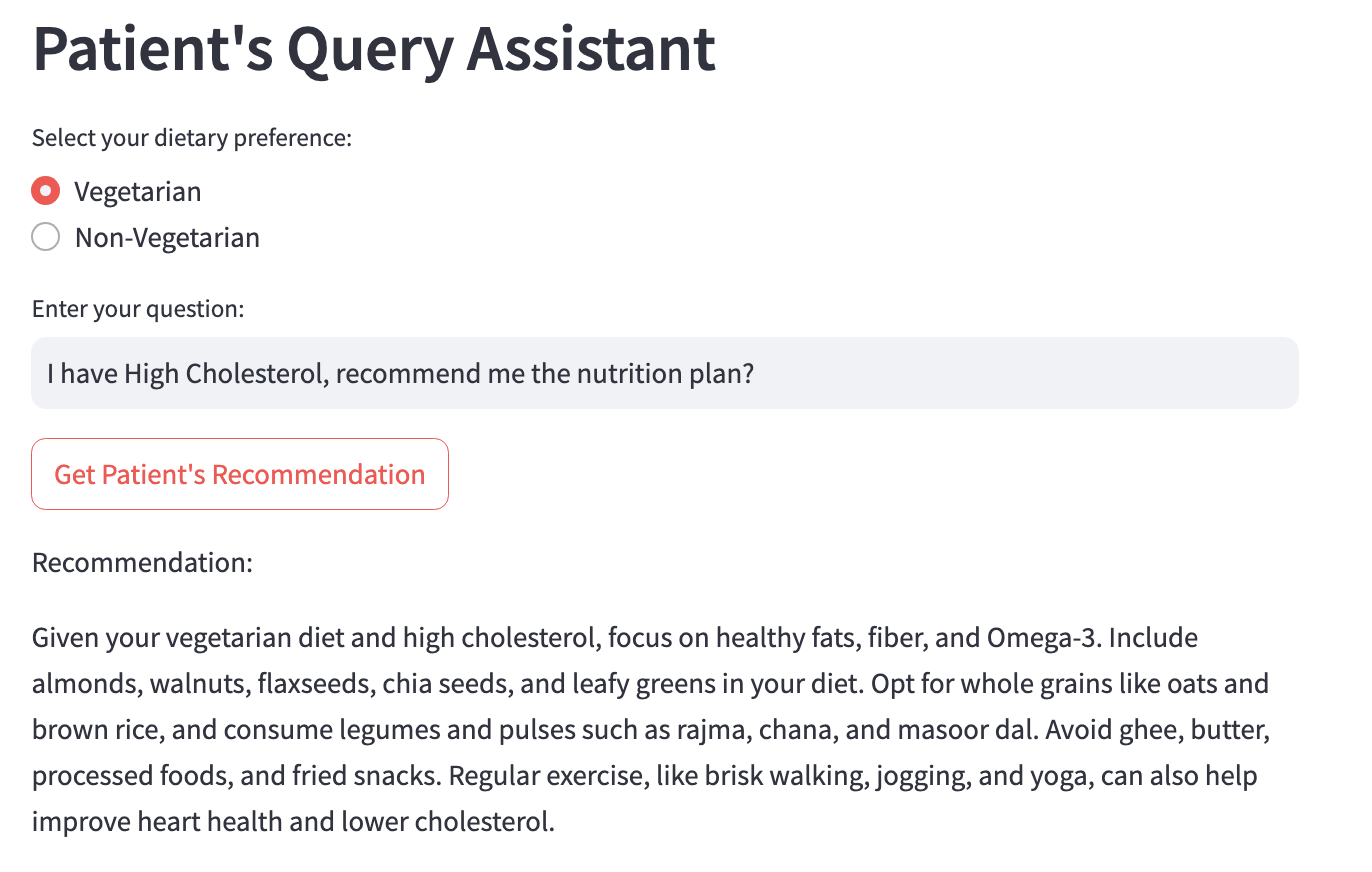 Patient's Query Assistant
Select your dietary preference:
Vegetarian
Non-Vegetarian
Enter your question:
I have High Cholesterol, recommend me the nutrition plan?
Get Patient's Recommendation
Recommendation:
Given your vegetarian diet and high cholesterol, focus on healthy fats, fiber, and Omega-3. Include
almonds, walnuts, flaxseeds, chia seeds, and leafy greens in your diet. Opt for whole grains like oats and
brown rice, and consume legumes and pulses such as rajma, chana, and masoor dal. Avoid ghee, butter,
processed foods, and fried snacks. Regular exercise, like brisk walking, jogging, and yoga, can also help
improve heart health and lower cholesterol.